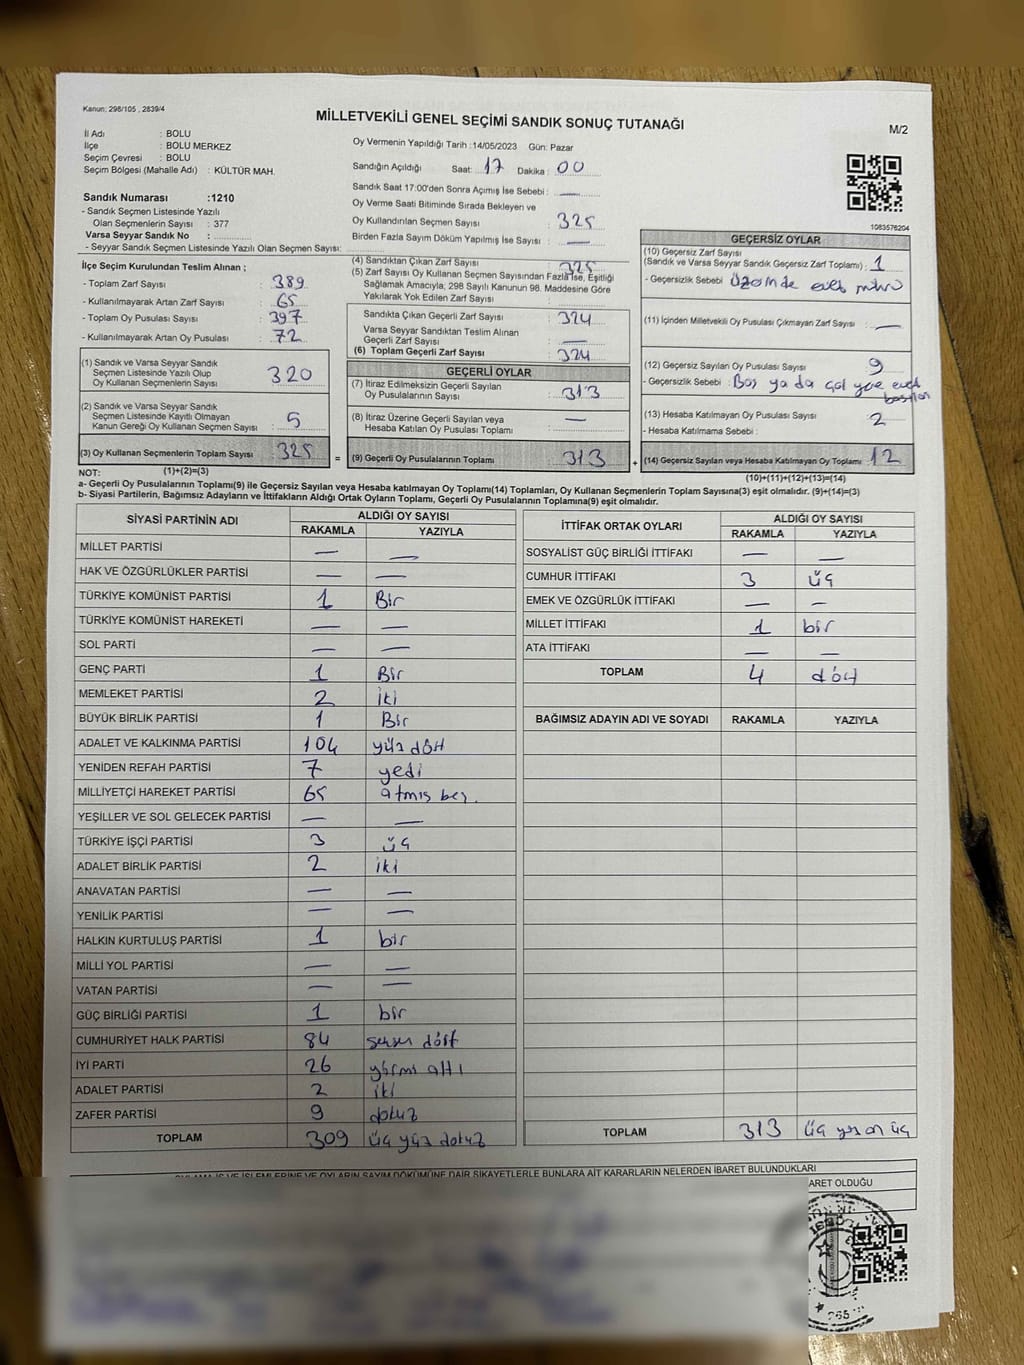 Kanun: 298/105 , 2839/4
MİLLETVEKİLİ GENEL SEÇİMİ SANDIK SONUÇ TUTANAĞI
M/2
İl Adı : BOLU
İlçe : BOLU MERKEZ
Seçim Çevresi : BOLU
Seçim Bölgesi (Mahalle Adı) : KÜLTÜR MAH.
Sandık Numarası :1210
- Sandık Seçmen Listesinde Yazılı
Olan Seçmenlerin Sayısı : 377
Varsa Seyyar Sandık No :
- Seyyar Sandık Seçmen Listesinde Yazılı Olan Seçmen Sayısı:
Oy Vermenin Yapıldığı Tarih :14/05/2023 Gün: Pazar
Sandığın Açıldığı Saat: 17 Dakika : 00
Sandık Saat 17:00'den Sonra Açımış İse Sebebi : —
Oy Verme Saati Bitiminde Sırada Bekleyen ve
Oy Kullandırılan Seçmen Sayısı : 325
Birden Fazla Sayım Döküm Yapılmış İse Sayısı : —
1083576204
İlçe Seçim Kurulundan Teslim Alınan ;
- Toplam Zarf Sayısı : 389
- Kullanılmayarak Artan Zarf Sayısı : 65
- Toplam Oy Pusulası Sayısı : 397
- Kullanılmayarak Artan Oy Pusulası : 72
(1) Sandık ve Varsa Seyyar Sandık
Seçmen Listesinde Yazılı Olup
Oy Kullanan Seçmenlerin Sayısı : 320
(2) Sandık ve Varsa Seyyar Sandık
Seçmen Listesinde Kayıtlı Olmayan
Kanun Gereği Oy Kullanan Seçmen Sayısı : 5
(3) Oy Kullanan Seçmenlerin Toplam Sayısı : 325
(4) Sandıktan Çıkan Zarf Sayısı : 325
(5) Zarf Sayısı Oy Kullanan Seçmen Sayısından Fazla İse, Eşitliği
Sağlamak Amacıyla; 298 Sayılı Kanunun 98. Maddesine Göre
Yakılarak Yok Edilen Zarf Sayısı :
Sandıkta Çıkan Geçerli Zarf Sayısı : 324
Varsa Seyyar Sandıktan Teslim Alınan
Geçerli Zarf Sayısı : —
(6) Toplam Geçerli Zarf Sayısı : 324
GEÇERLİ OYLAR
(7) İtiraz Edilmeksizin Geçerli Sayılan
Oy Pusulalarının Sayısı : 313
(8) İtiraz Üzerine Geçerli Sayılan veya
Hesaba Katılan Oy Pusulası Toplamı : —
= (9) Geçerli Oy Pusulalarının Toplamı : 313
GEÇERSİZ OYLAR
(10) Geçersiz Zarf Sayısı
(Sandık ve Varsa Seyyar Sandık Geçersiz Zarf Toplamı) : 1
- Geçersizlik Sebebi : Üzerinde evet mührü
(11) İçinden Milletvekili Oy Pusulası Çıkmayan Zarf Sayısı : —
(12) Geçersiz Sayılan Oy Pusulası Sayısı : 9
- Geçersizlik Sebebi : Boş ya da çok yere evet
(13) Hesaba Katılmayan Oy Pusulası Sayısı : 2
- Hesaba Katılmama Sebebi :
+ (14) Geçersiz Sayılan veya Hesaba Katılmayan Oy Toplamı : 12
NOT: (1)+(2)=(3)
(10)+(11)+(12)+(13)=(14)
a- Geçerli Oy Pusulalarının Toplamı(9) ile Geçersiz Sayılan veya Hesaba katılmayan Oy Toplamı(14) Toplamları, Oy Kullanan Seçmenlerin Toplam Sayısına(3) eşit olmalıdır. (9)+(14)=(3)
b- Siyasi Partilerin, Bağımsız Adayların ve İttifakların Aldığı Ortak Oyların Toplamı, Geçerli Oy Pusulalarının Toplamına(9) eşit olmalıdır.
SİYASİ PARTİNİN ADI ALDIĞI OY SAYISI
RAKAMLA YAZIYLA
MİLLET PARTİSİ — —
HAK VE ÖZGÜRLÜKLER PARTİSİ — —
TÜRKİYE KOMÜNİST PARTİSİ 1 Bir
TÜRKİYE KOMÜNİST HAREKETİ — —
SOL PARTİ — —
GENÇ PARTİ 1 Bir
MEMLEKET PARTİSİ 2 iki
BÜYÜK BİRLİK PARTİSİ 1 Bir
ADALET VE KALKINMA PARTİSİ 104 yüz dört
YENİDEN REFAH PARTİSİ 7 yedi
MİLLİYETÇİ HAREKET PARTİSİ 65 atmış beş.
YEŞİLLER VE SOL GELECEK PARTİSİ — —
TÜRKİYE İŞÇİ PARTİSİ 3 üç
ADALET BİRLİK PARTİSİ 2 iki
ANAVATAN PARTİSİ — —
YENİLİK PARTİSİ — —
HALKIN KURTULUŞ PARTİSİ 1 bir
MİLLİ YOL PARTİSİ — —
VATAN PARTİSİ — —
GÜÇ BİRLİĞİ PARTİSİ 1 bir
CUMHURİYET HALK PARTİSİ 84 seksen dört
İYİ PARTİ 26 yirmi altı
ADALET PARTİSİ 2 iki
ZAFER PARTİSİ 9 dokuz
TOPLAM 309 üç yüz dokuz
İTTİFAK ORTAK OYLARI ALDIĞI OY SAYISI
RAKAMLA YAZIYLA
SOSYALİST GÜÇ BİRLİĞİ İTTİFAKI — —
CUMHUR İTTİFAKI 3 üç
EMEK VE ÖZGÜRLÜK İTTİFAKI — —
MİLLET İTTİFAKI 1 bir
ATA İTTİFAKI — —
TOPLAM 4 dört
BAĞIMSIZ ADAYIN ADI VE SOYADI RAKAMLA YAZIYLA
TOPLAM 313 üç yüz on üç
OYLAMA İŞ VE İŞLEMLERİNE VE OYLARIN SAYIM DÖKÜMÜNE DAİR ŞİKAYETLERLE BUNLARA AİT KARARLARIN NELERDEN İBARET BULUNDUKLARI
ARET OLDUĞU